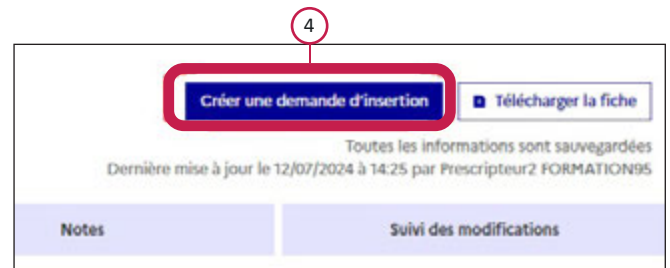 4
Créer une demande d'insertion Télécharger la fiche
Toutes les informations sont sauvegardées
Dernière mise à jour le 12/07/2024 à 14:25 par Prescripteur2 FORMATION95
Notes Suivi des modifications